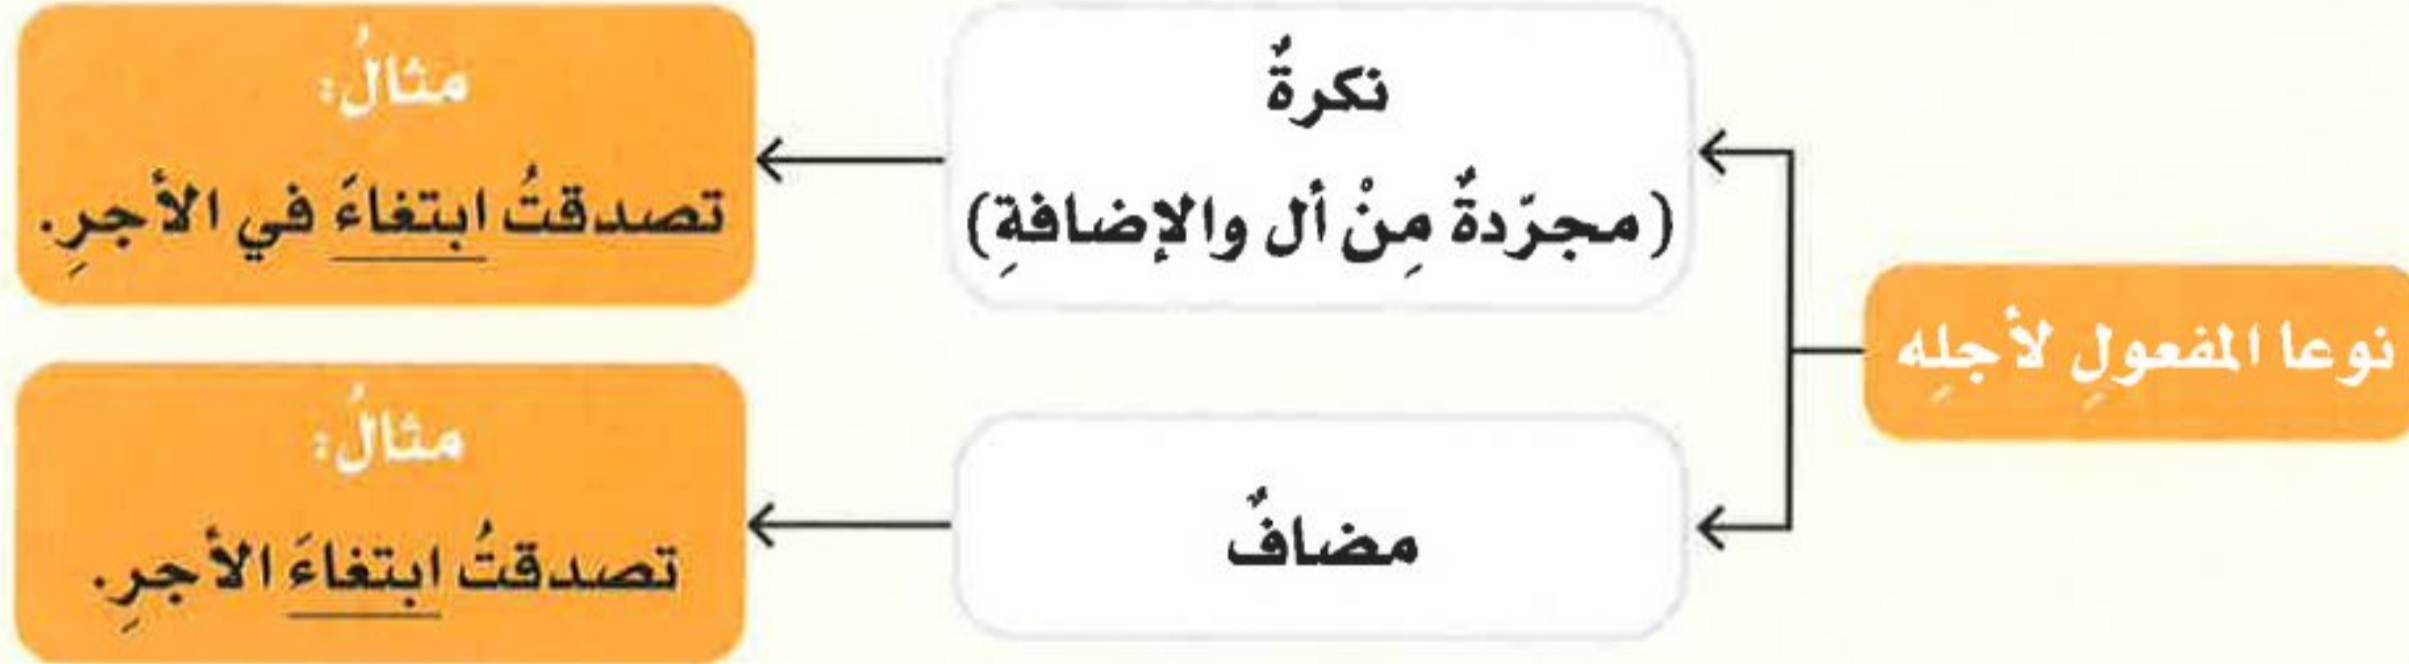 نوعا المفعولِ لأجلِه
نكرةٌ
(مجرّدةٌ مِنْ أل والإضافةِ)
مثالُ:
تصدقتُ ابتغاءَ في الأجرِ.
مضافٌ
مثالُ:
تصدقتُ ابتغاءَ الأجرِ.